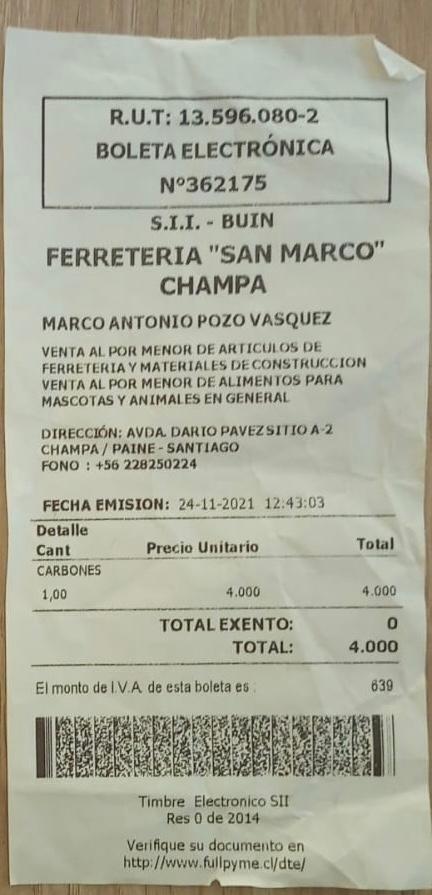 R.U.T: 13.596.080-2
BOLETA ELECTRÓNICA
Nº362175
S.I.I. - BUIN
FERRETERIA "SAN MARCO"
CHAMPA
MARCO ANTONIO POZO VASQUEZ
VENTA AL POR MENOR DE ARTICULOS DE
FERRETERIA Y MATERIALES DE CONSTRUCCION
VENTA AL POR MENOR DE ALIMENTOS PARA
MASCOTAS Y ANIMALES EN GENERAL
DIRECCIÓN: AVDA. DARIO PAVEZ SITIO A-2
CHAMPA / PAINE - SANTIAGO
FONO : +56 228250224
FECHA EMISION: 24-11-2021 12:43:03
Detalle
Cant Precio Unitario Total
CARBONES
1,00 4.000 4.000
TOTAL EXENTO: 0
TOTAL: 4.000
El monto de I.V.A. de esta boleta es : 639
Timbre Electronico SII
Res 0 de 2014
Verifique su documento en
http://www.fullpyme.cl/dte/